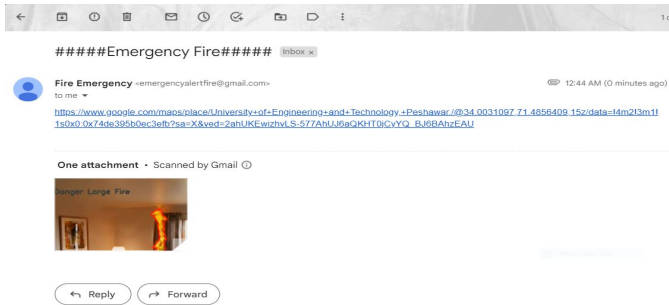 1
#####Emergency Fire##### Inbox x
Fire Emergency <emergencyalertfire@gmail.com> 12:44 AM (0 minutes ago)
to me
https://www.google.com/maps/place/University+of+Engineering+and+Technology,+Peshawar./@34.0031097,71.4856409,15z/data=!4m2!3m1!
1s0x0:0x74de395b0ec3efb?sa=X&ved=2ahUKEwizhvLS-577AhUJ6aQKHT0jCvYQ_BJ6BAhzEAU
One attachment • Scanned by Gmail
Danger Large Fire
Reply Forward